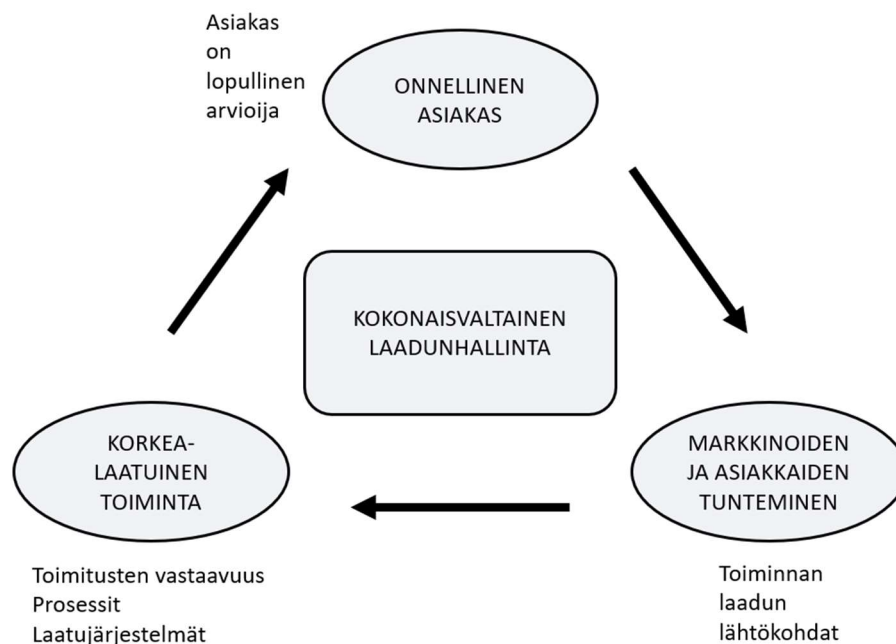 Asiakas
on
lopullinen
arvioija
ONNELLINEN
ASIAKAS
KOKONAISVALTAINEN
LAADUNHALLINTA
KORKEA-
LAATUINEN
TOIMINTA
MARKKINOIDEN
JA ASIAKKAIDEN
TUNTEMINEN
Toimitusten vastaavuus
Prosessit
Laatujärjestelmät
Toiminnan
laadun
lähtökohdat